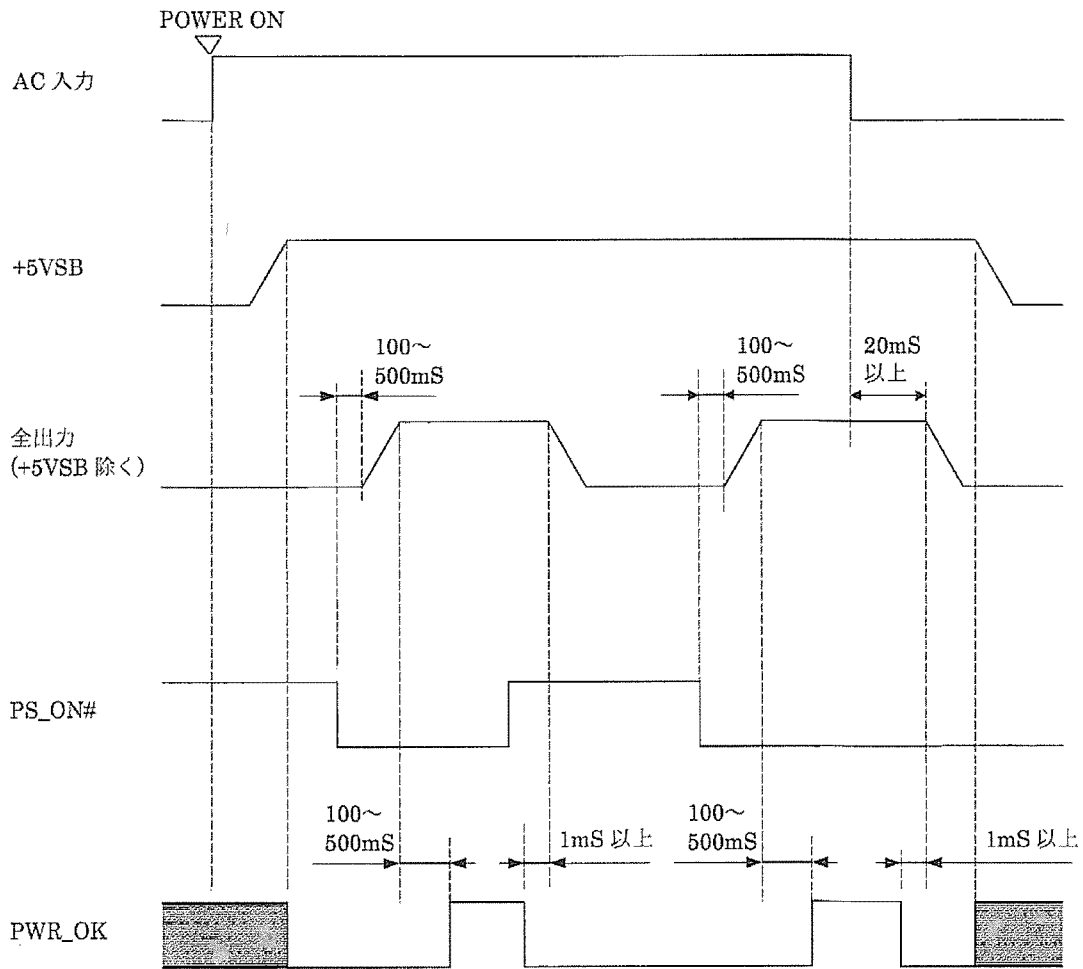 POWER ON
AC 入力
+5VSB
100～
500mS
100～
500mS
20mS
以上
全出力
(+5VSB 除く)
PS_ON#
100～
500mS
1mS 以上
100～
500mS
1mS 以上
PWR_OK